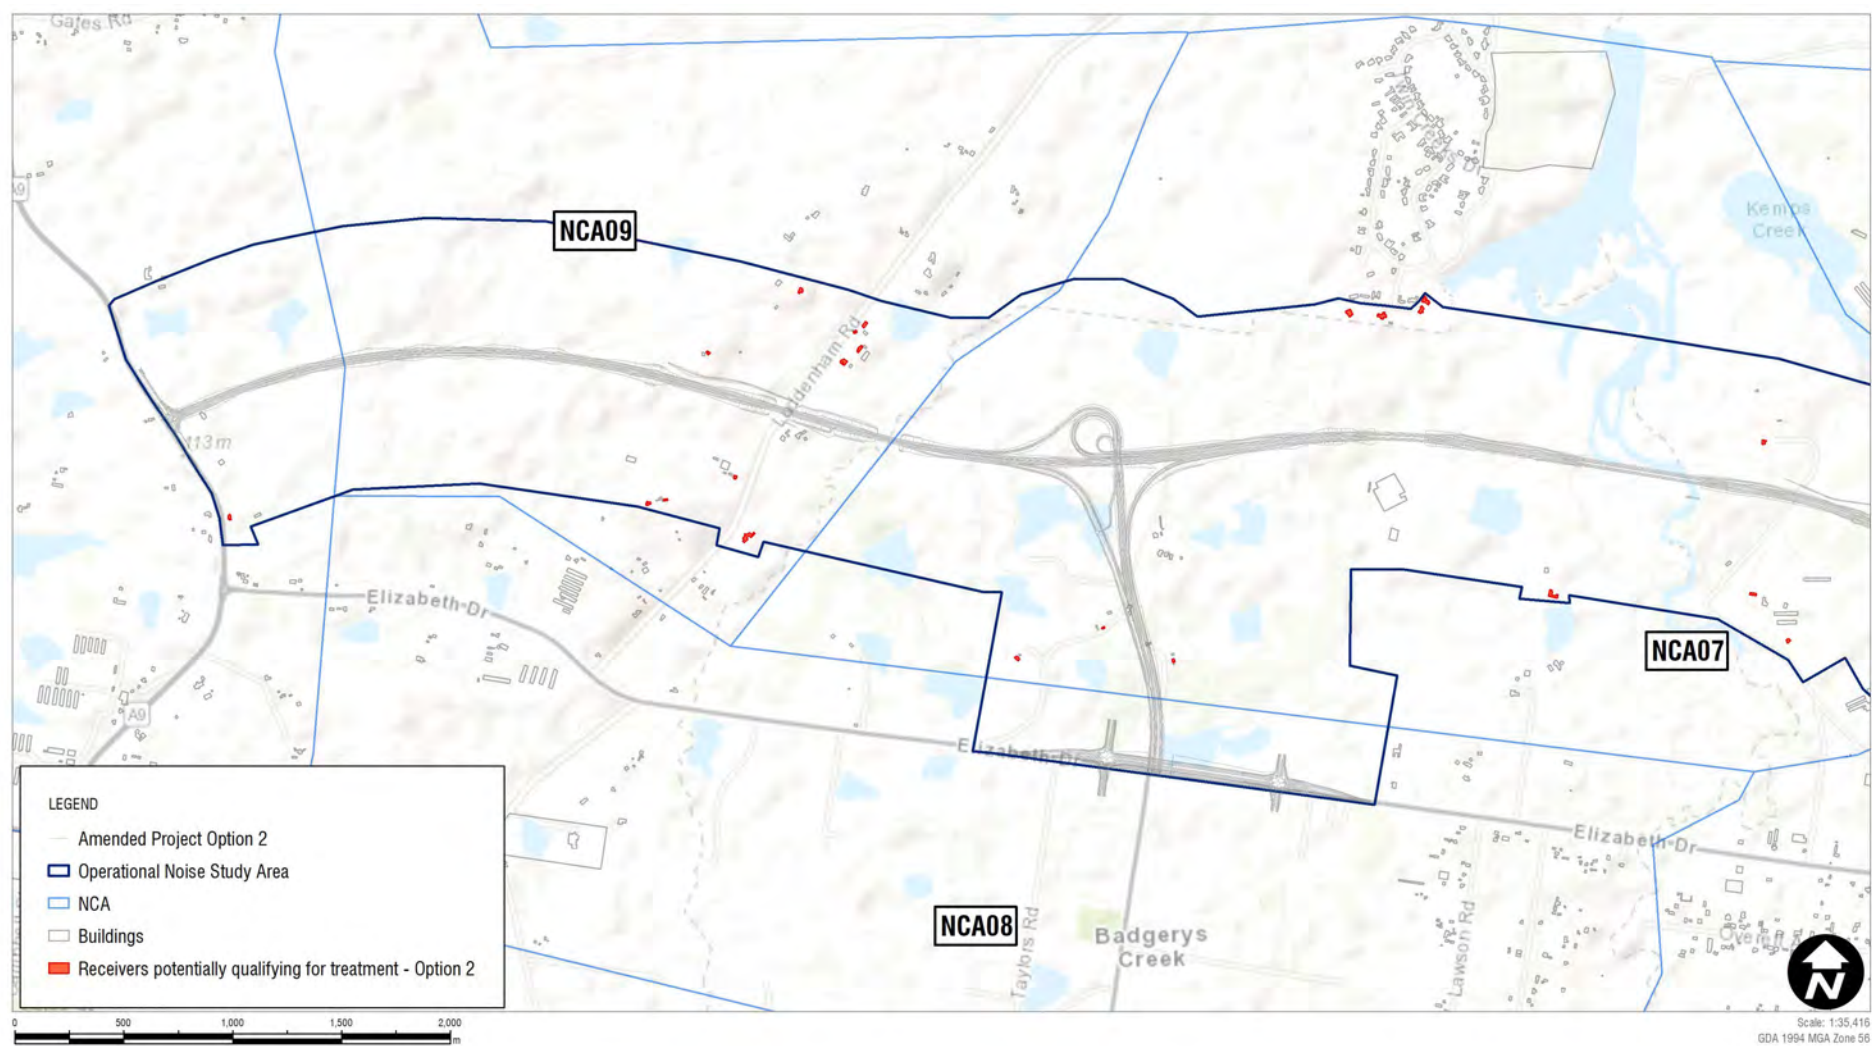 Gates Rd
A9
NCA09
Kemps
Creek
Luddenham Rd
113m
Elizabeth Dr
A9
NCA07
Elizabeth Dr
Elizabeth Dr
NCA08
Taylors Rd
Badgerys
Creek
Lawson Rd
LEGEND
Amended Project Option 2
Operational Noise Study Area
NCA
Buildings
Receivers potentially qualifying for treatment - Option 2
N
0 500 1,000 1,500 2,000
m
Scale: 1:35,416
GDA 1994 MGA Zone 56